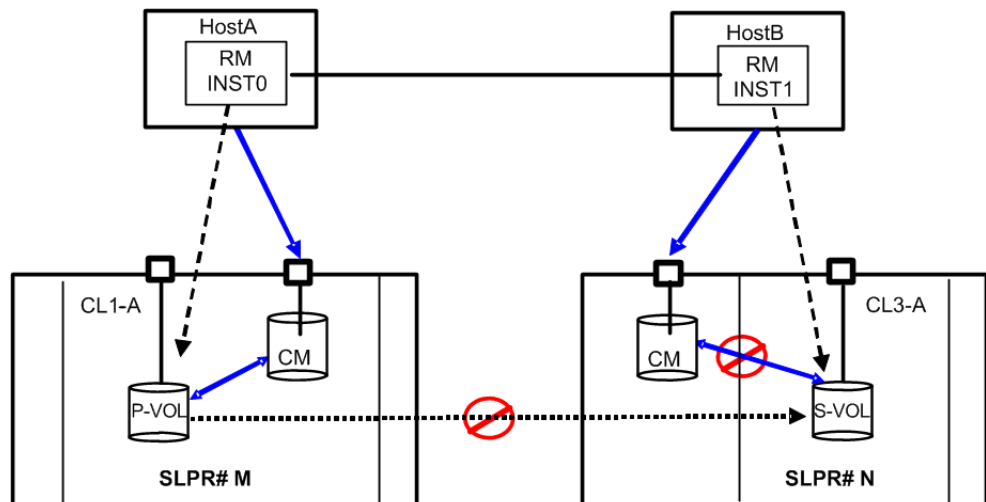 HostA
RM
INST0
HostB
RM
INST1
CL1-A
CM
P-VOL
SLPR# M
CL3-A
CM
S-VOL
SLPR# N